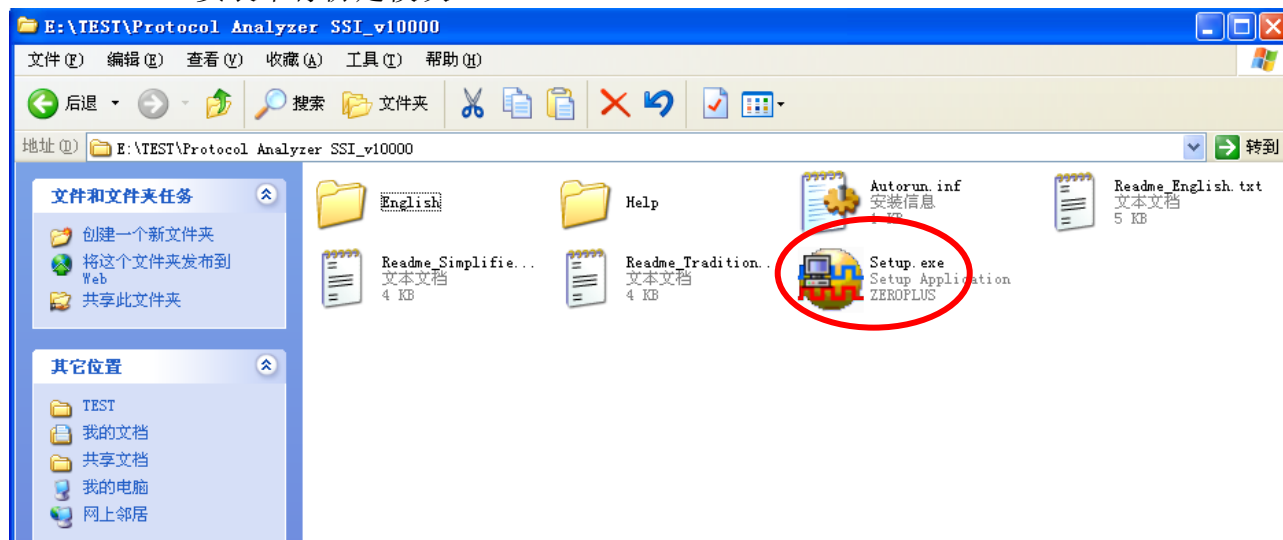 E:\TEST\Protocol Analyzer SSI_v10000
文件(F) 编辑(E) 查看(V) 收藏(A) 工具(T) 帮助(H)
后退 搜索 文件夹
地址(D) E:\TEST\Protocol Analyzer SSI_v10000 转到
文件和文件夹任务
创建一个新文件夹
将这个文件夹发布到
Web
共享此文件夹
其它位置
TEST
我的文档
共享文档
我的电脑
网上邻居
English
Help
Autorun.inf
安装信息
1 KB
Readme_English.txt
文本文档
5 KB
Readme_Simplifie...
文本文档
4 KB
Readme_Tradition..
文本文档
4 KB
Setup.exe
Setup Application
ZEROPLUS